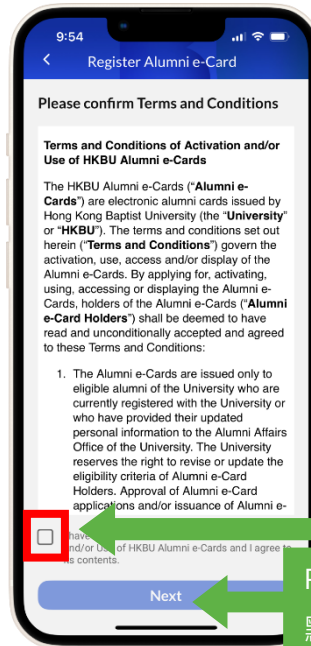 9:54
Register Alumni e-Card
Please confirm Terms and Conditions
Terms and Conditions of Activation and/or
Use of HKBU Alumni e-Cards
The HKBU Alumni e-Cards (“Alumni e-
Cards”) are electronic alumni cards issued by
Hong Kong Baptist University (the “University”
or “HKBU”). The terms and conditions set out
herein (“Terms and Conditions”) govern the
activation, use, access and/or display of the
Alumni e-Cards. By applying for, activating,
using, accessing or displaying the Alumni e-
Cards, holders of the Alumni e-Cards (“Alumni
e-Card Holders”) shall be deemed to have
read and unconditionally accepted and agreed
to these Terms and Conditions:
1. The Alumni e-Cards are issued only to
eligible alumni of the University who are
currently registered with the University or
who have provided their updated
personal information to the Alumni Affairs
Office of the University. The University
reserves the right to revise or update the
eligibility criteria of Alumni e-Card
Holders. Approval of Alumni e-Card
applications and/or issuance of Alumni e-
have
and/or Use of HKBU Alumni e-Cards and I agree to
its contents.
Next